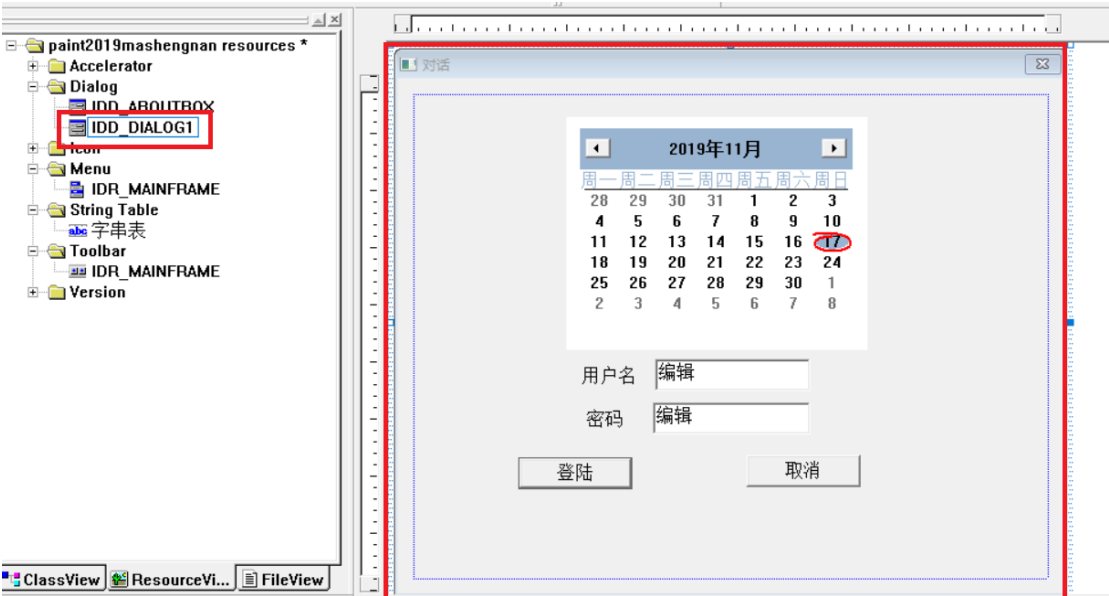 paint2019mashengnan resources *
Accelerator
Dialog
IDD_ABOUTBOX
IDD_DIALOG1
Icon
Menu
IDR_MAINFRAME
String Table
abc 字串表
Toolbar
IDR_MAINFRAME
Version
ClassView ResourceVi... FileView
对话
2019年11月
周一 周二 周三 周四 周五 周六 周日
28 29 30 31 1 2 3
4 5 6 7 8 9 10
11 12 13 14 15 16 17
18 19 20 21 22 23 24
25 26 27 28 29 30 1
2 3 4 5 6 7 8
用户名 编辑
密码 编辑
登陆 取消